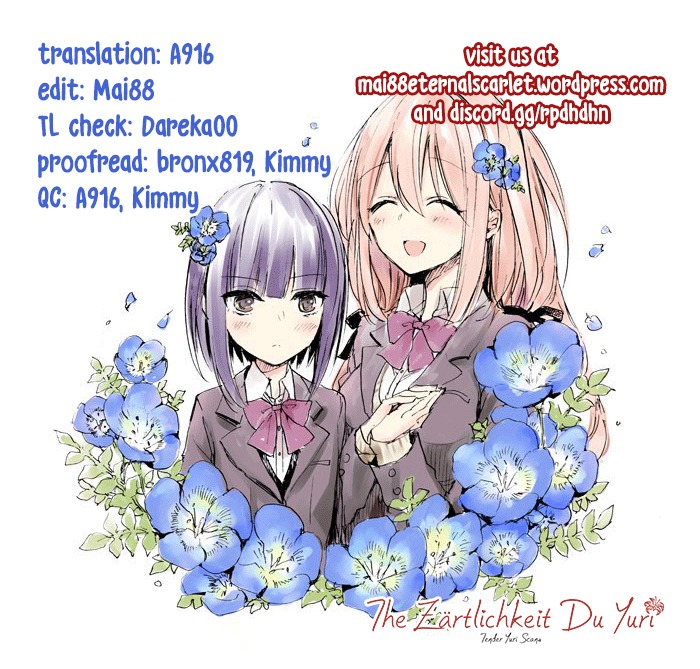 translation: A916
edit: Mai88
TL check: Dareka00
proofread: bronx819, Kimmy
QC: A916, Kimmy
visit us at
mai88eternalscarlet.wordpress.com
and discord.gg/rpdhdhn
The Zärtlichkeit Du Yuri
Tender Yuri Scans